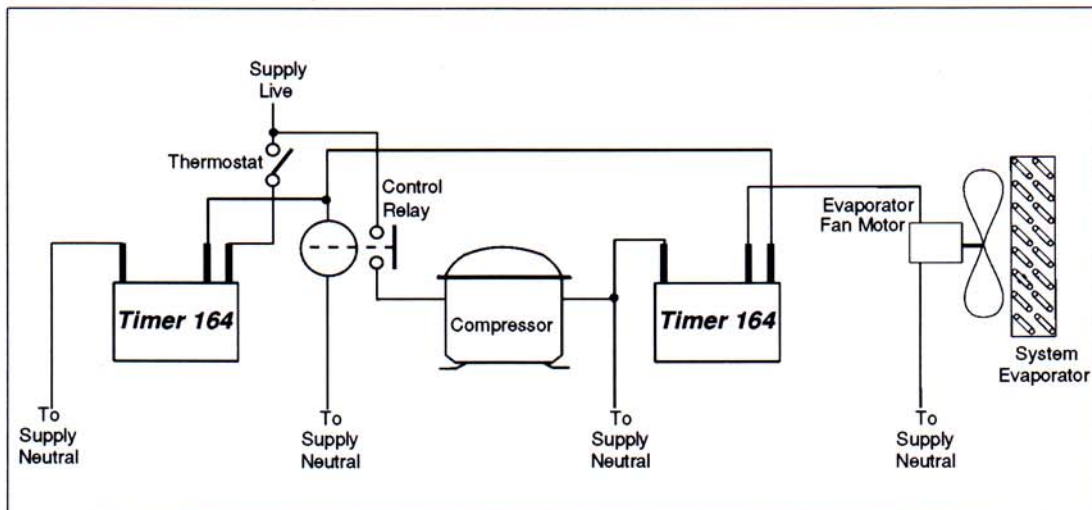 Supply
Live
Thermostat
Control
Relay
Evaporator
Fan Motor
Timer 164
Compressor
Timer 164
System
Evaporator
To
Supply
Neutral
To
Supply
Neutral
To
Supply
Neutral
To
Supply
Neutral